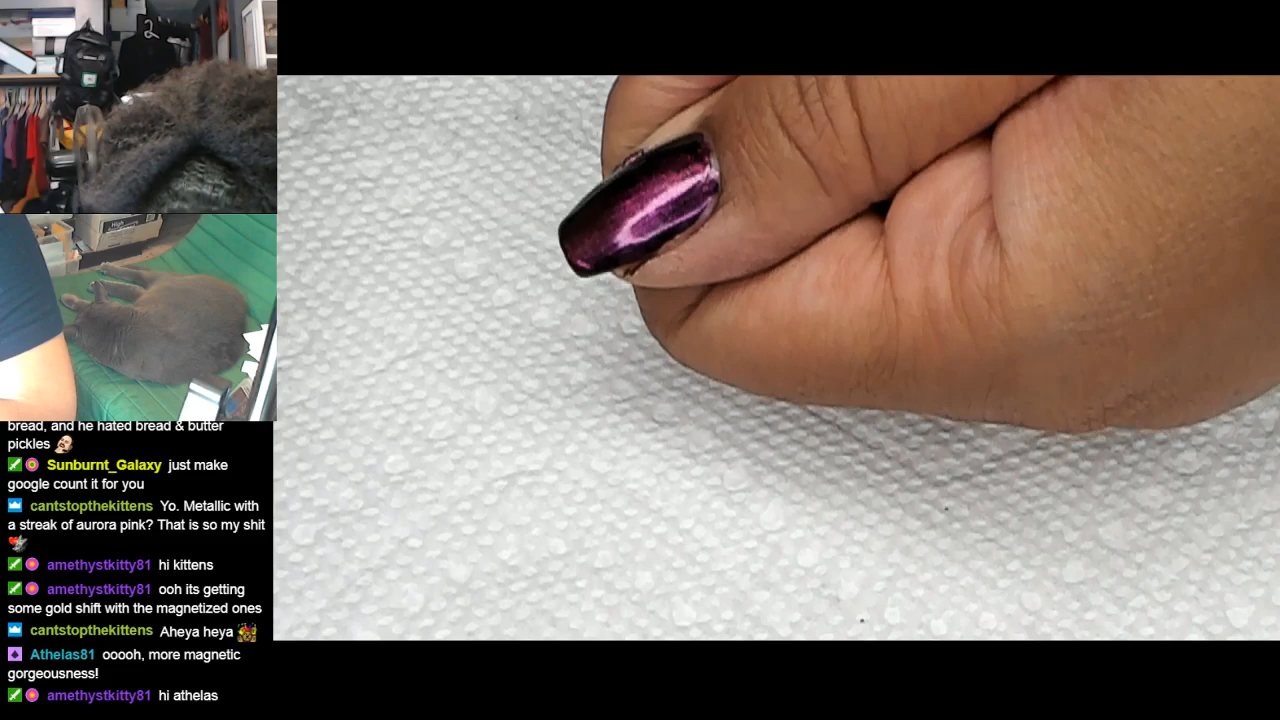 2
High
bread, and he hated bread & butter
pickles
Sunburnt_Galaxy just make
google count it for you
cantstopthekittens Yo. Metallic with
a streak of aurora pink? That is so my shit
amethystkitty81 hi kittens
amethystkitty81 ooh its getting
some gold shift with the magnetized ones
cantstopthekittens Aheya heya
Athelas81 ooooh, more magnetic
gorgeousness!
amethystkitty81 hi athelas